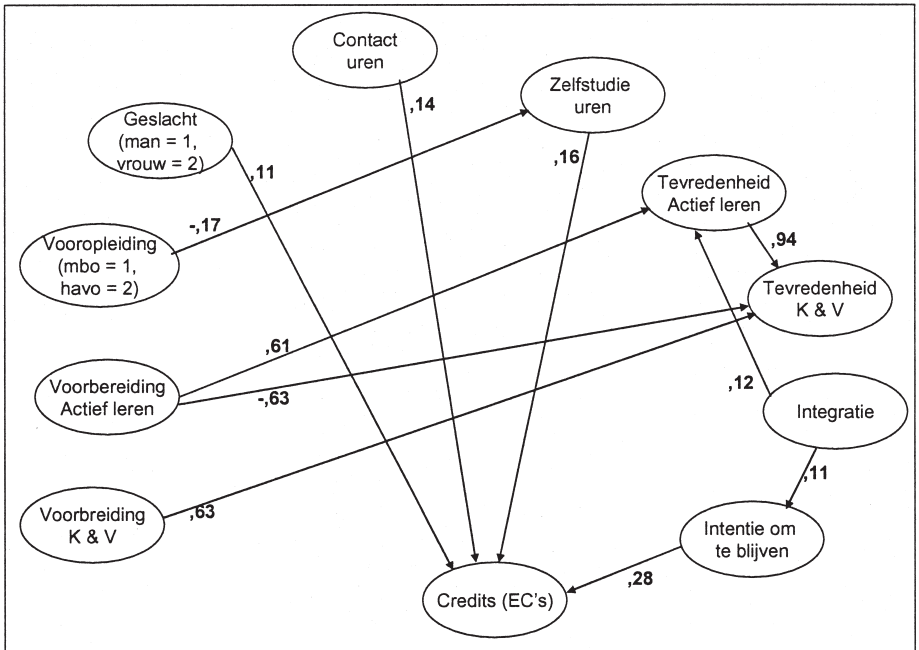 Contact
uren
,14
Zelfstudie
uren
,16
Geslacht
(man = 1,
vrouw = 2)
,11
Tevredenheid
Actief leren
,94
-,17
Vooropleiding
(mbo = 1,
havo = 2)
Tevredenheid
K & V
,61
Voorbereiding
Actief leren
-,63
,12
Integratie
,11
Voorbreiding
K & V
,63
Intentie om
te blijven
,28
Credits (EC's)